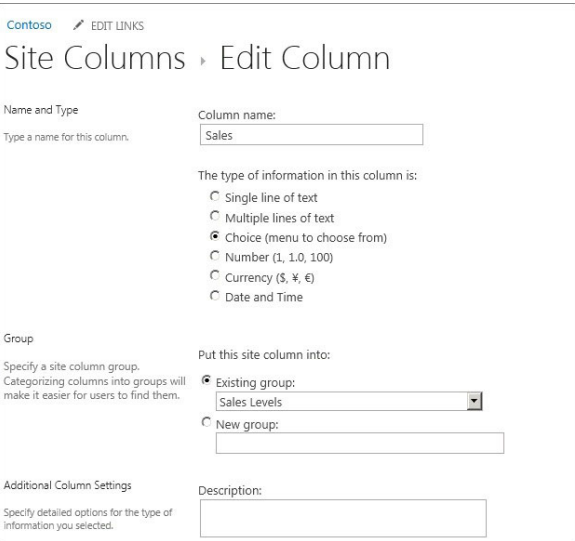 Contoso EDIT LINKS
Site Columns Edit Column
Name and Type
Type a name for this column.
Column name:
Sales
The type of information in this column is:
Single line of text
Multiple lines of text
Choice (menu to choose from)
Number (1, 1.0, 100)
Currency ($, ¥, €)
Date and Time
Group
Specify a site column group.
Categorizing columns into groups will
make it easier for users to find them.
Put this site column into:
Existing group:
Sales Levels
New group:
Additional Column Settings
Specify detailed options for the type of
information you selected.
Description: